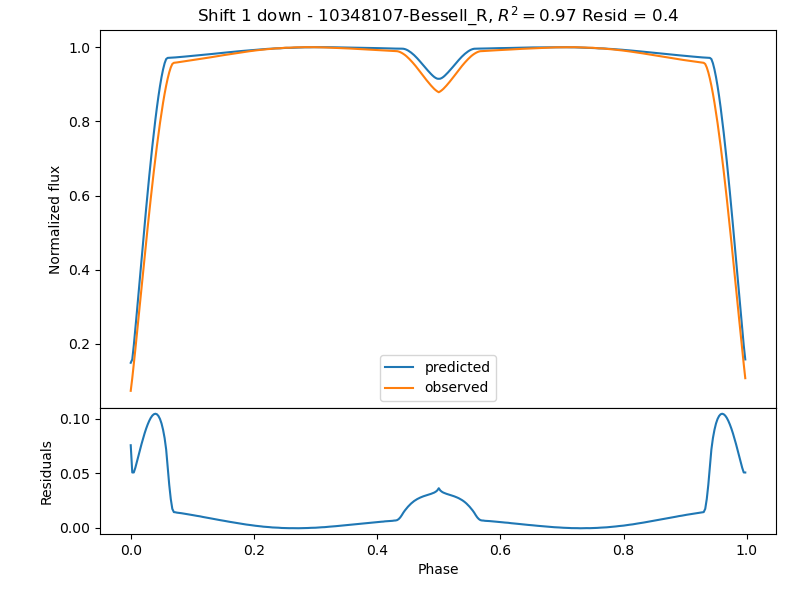 Shift 1 down - 10348107-Bessell_R, R² = 0.97 Resid = 0.4
1.0
0.8
0.6
0.4
0.2
Normalized flux
predicted
observed
0.10
0.05
0.00
Residuals
0.0 0.2 0.4 0.6 0.8 1.0
Phase